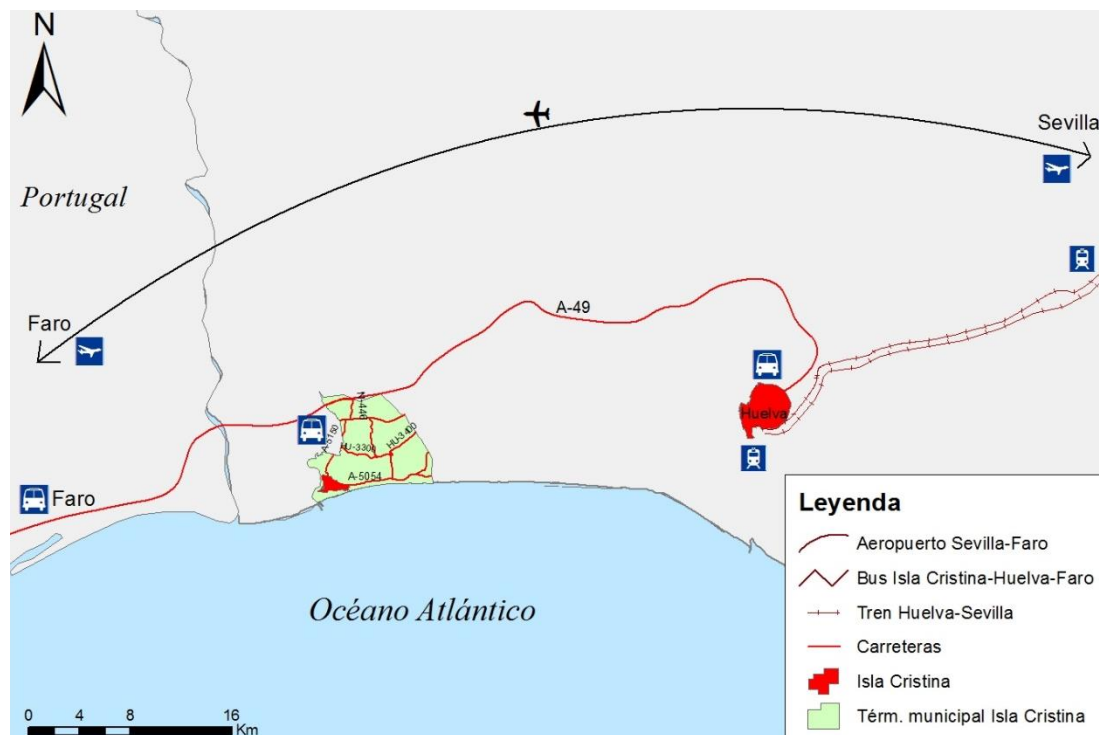 N
Sevilla
Portugal
Faro
A-49
Huelva
N-446
A-5150
HU-3300
HU-3400
A-5054
Faro
Océano Atlántico
0 4 8 16
Km
Leyenda
Aeropuerto Sevilla-Faro
Bus Isla Cristina-Huelva-Faro
Tren Huelva-Sevilla
Carreteras
Isla Cristina
Térm. municipal Isla Cristina